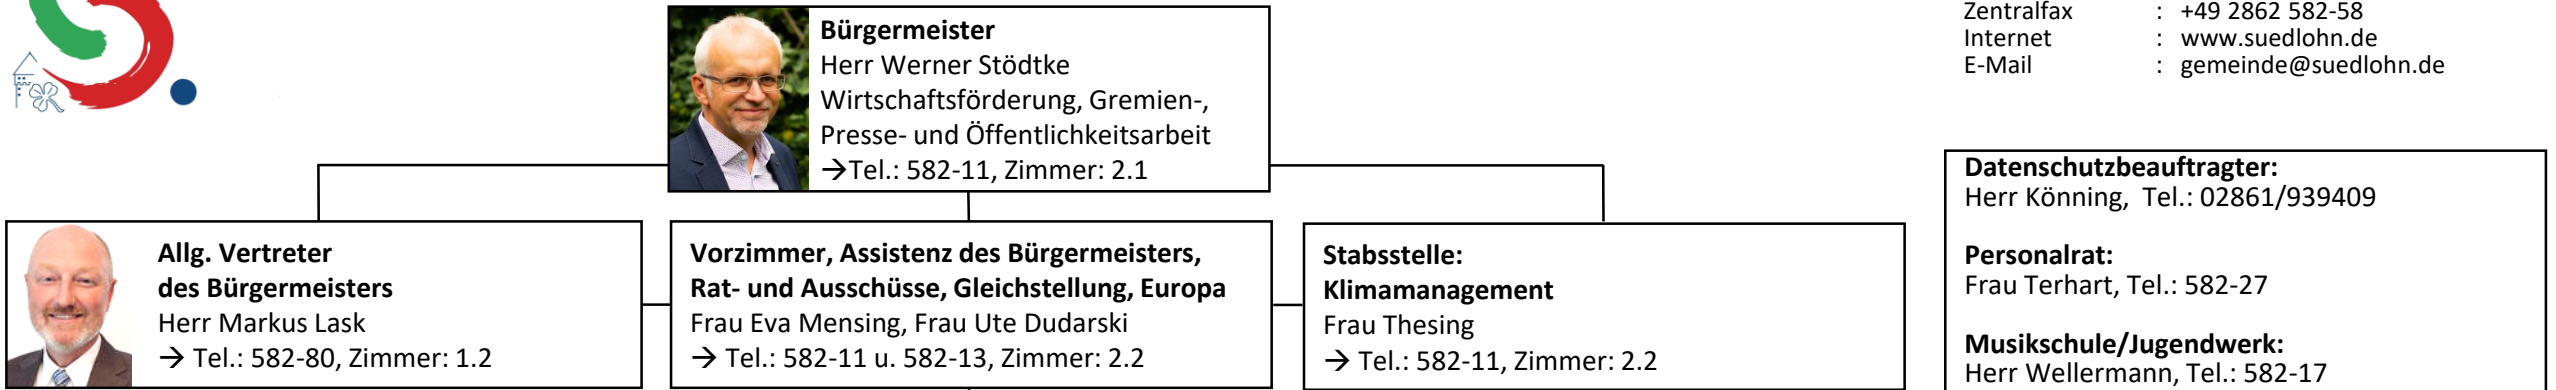 Bürgermeister
Herr Werner Stödtke
Wirtschaftsförderung, Gremien-,
Presse- und Öffentlichkeitsarbeit
→Tel.: 582-11, Zimmer: 2.1
Zentralfax : +49 2862 582-58
Internet : www.suedlohn.de
E-Mail : gemeinde@suedlohn.de
Allg. Vertreter
des Bürgermeisters
Herr Markus Lask
→ Tel.: 582-80, Zimmer: 1.2
Vorzimmer, Assistenz des Bürgermeisters,
Rat- und Ausschüsse, Gleichstellung, Europa
Frau Eva Mensing, Frau Ute Dudarski
→ Tel.: 582-11 u. 582-13, Zimmer: 2.2
Stabsstelle:
Klimamanagement
Frau Thesing
→ Tel.: 582-11, Zimmer: 2.2
Datenschutzbeauftragter:
Herr Könning, Tel.: 02861/939409
Personalrat:
Frau Terhart, Tel.: 582-27
Musikschule/Jugendwerk:
Herr Wellermann, Tel.: 582-17